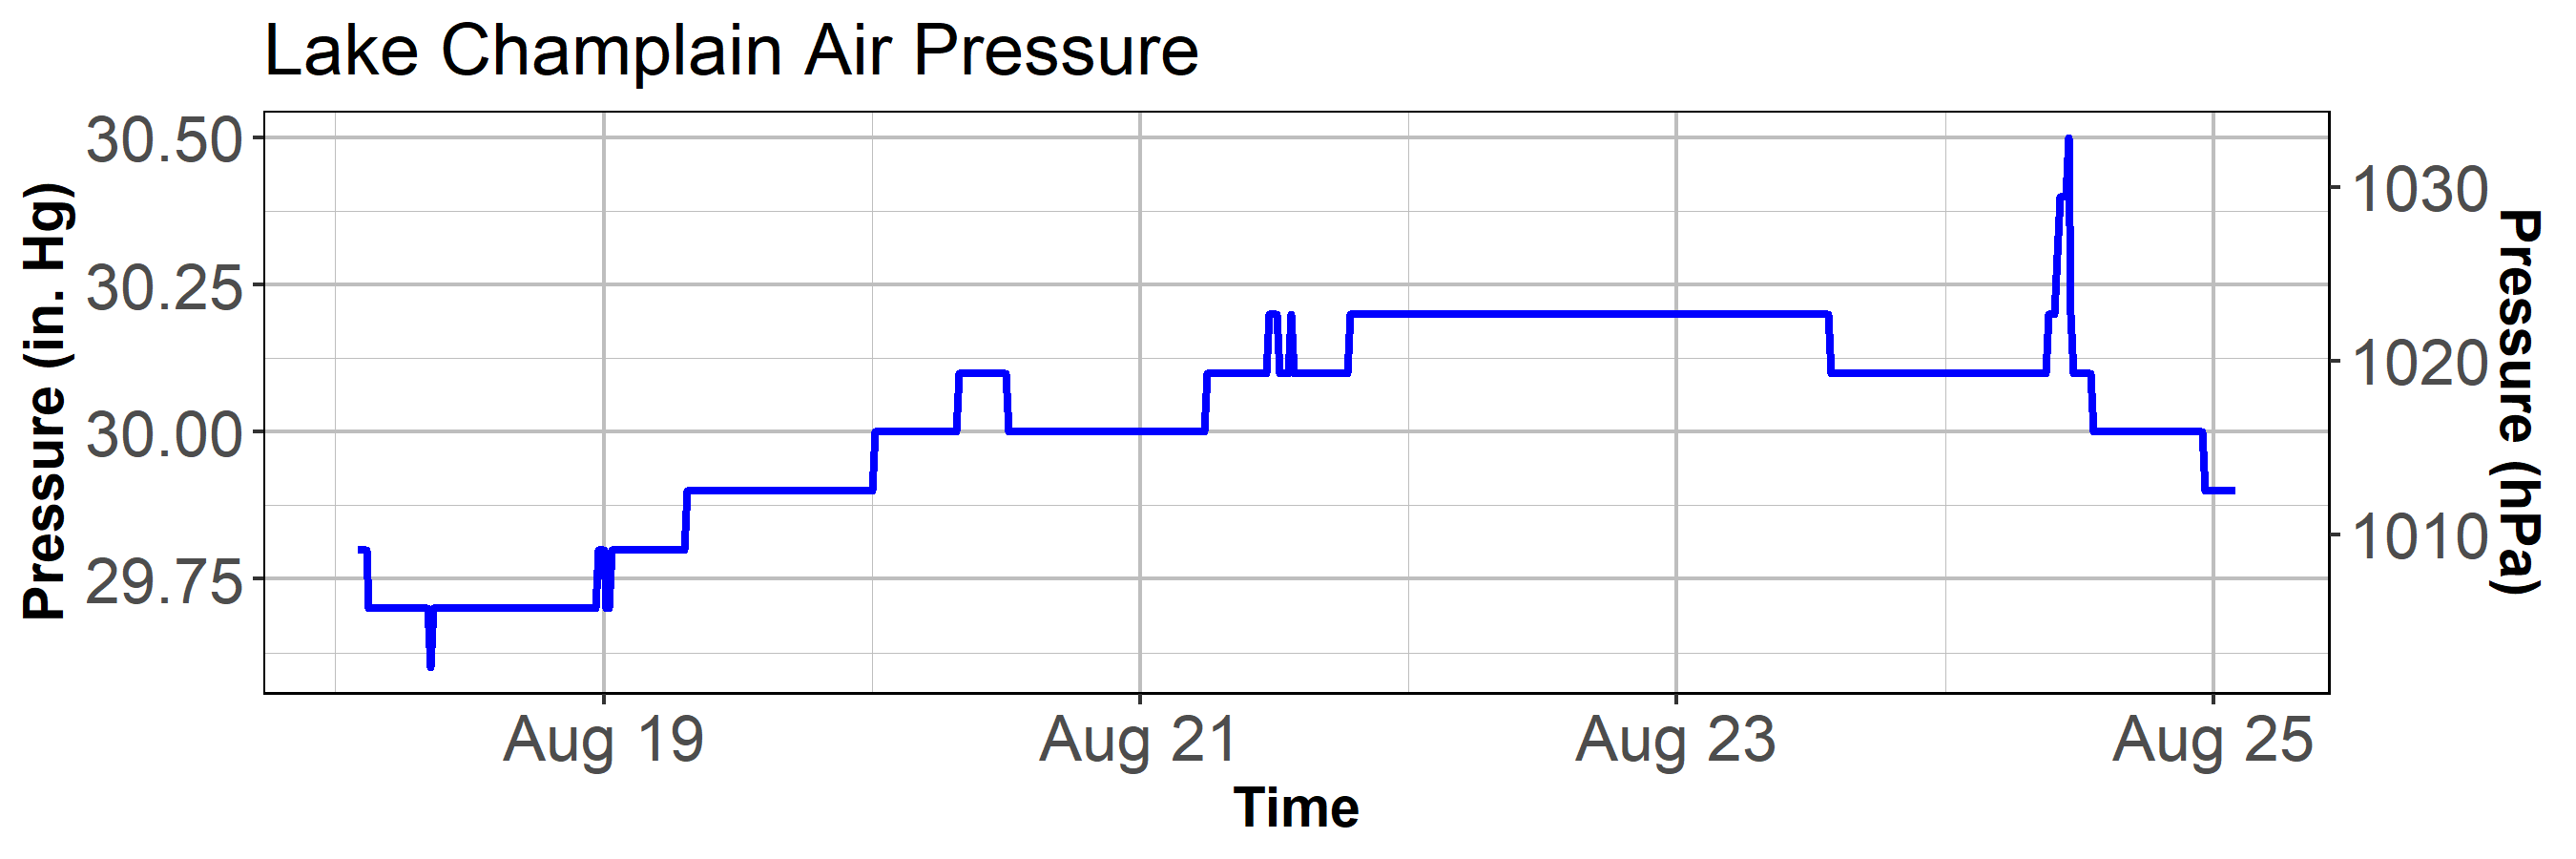 Lake Champlain Air Pressure
30.50
30.25
30.00
29.75
Pressure (in. Hg)
1030
1020
1010
Pressure (hPa)
Aug 19 Aug 21 Aug 23 Aug 25
Time